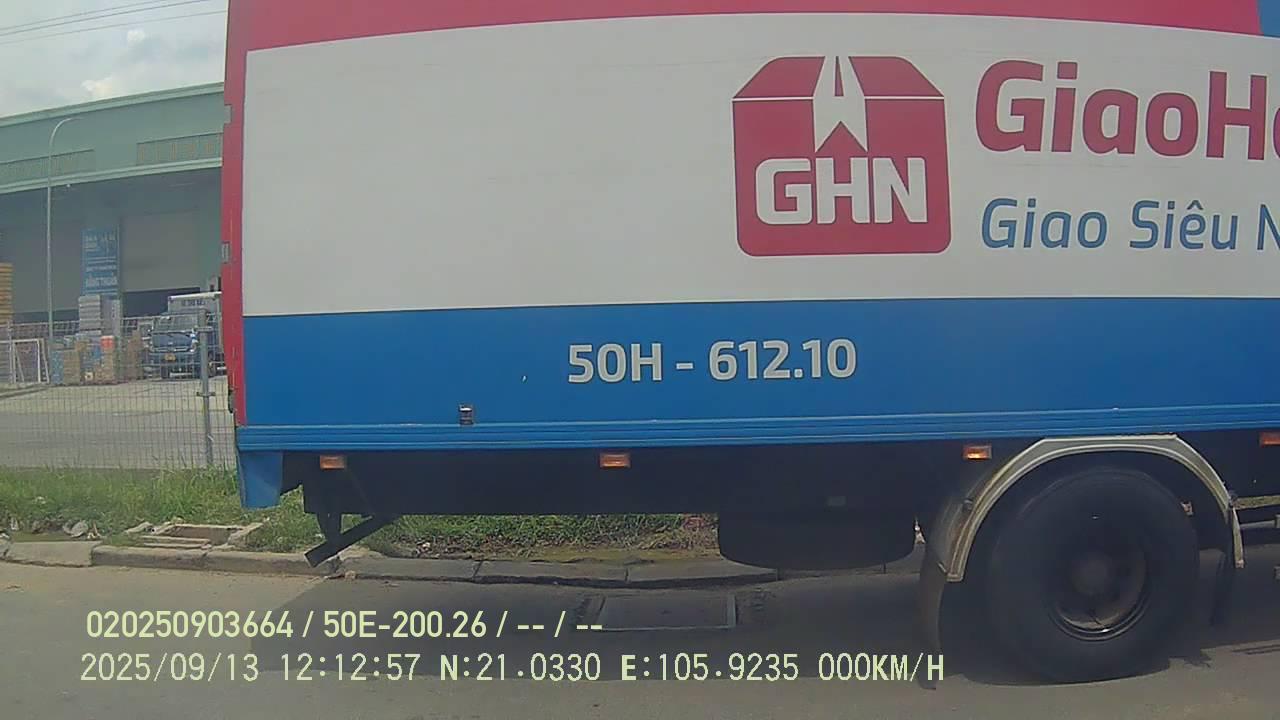 GHN
GiaoH
Giao Siêu N
50H - 612.10
020250903664 / 50E-200.26 / -- / --
2025/09/13 12:12:57 N:21.0330 E:105.9235 000KM/H